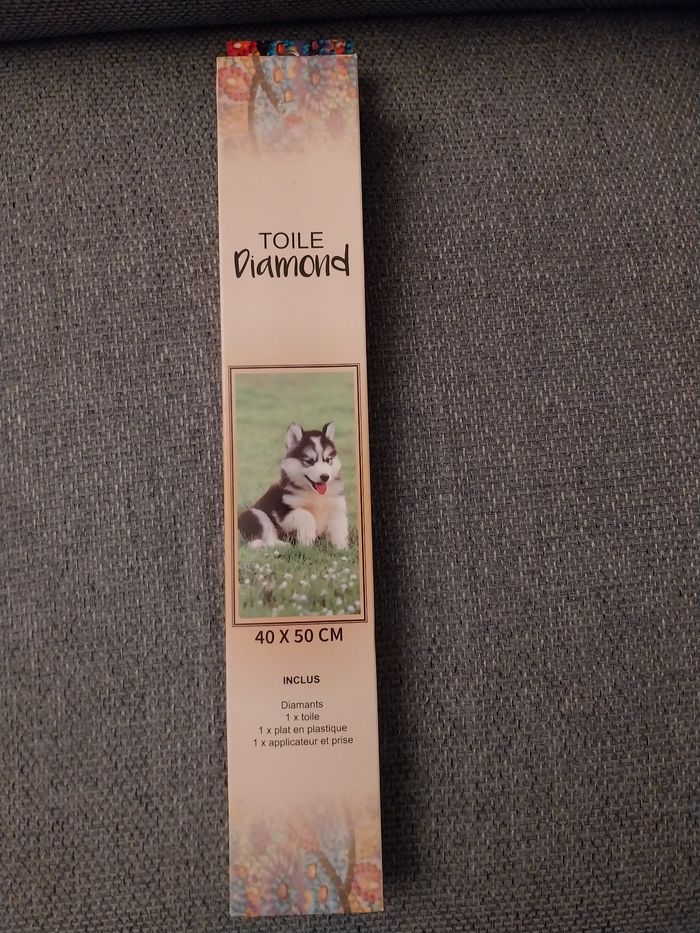 TOILE
Diamond
40 X 50 CM
INCLUS
Diamants
1 x toile
1 x plat en plastique
1 x applicateur et prise